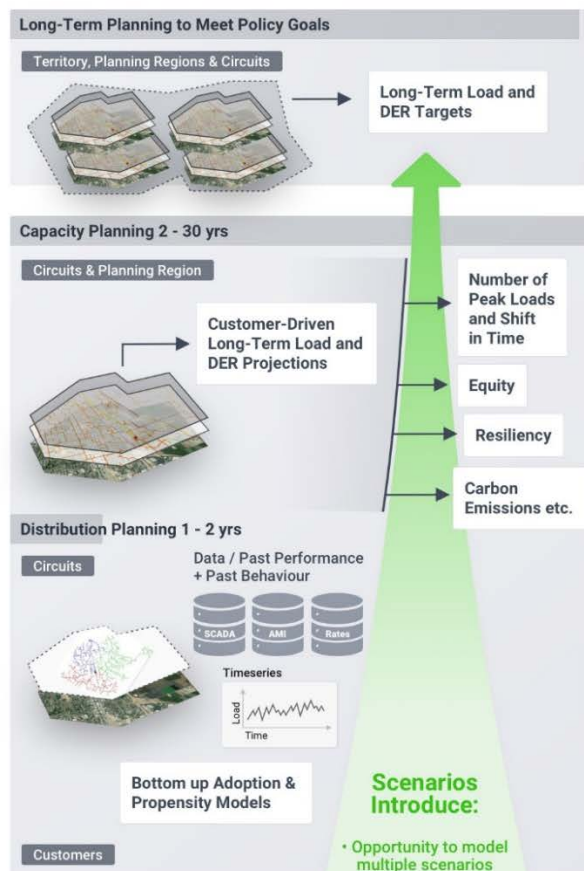 Long-Term Planning to Meet Policy Goals
Territory, Planning Regions & Circuits
Long-Term Load and
DER Targets
Capacity Planning 2 - 30 yrs
Circuits & Planning Region
Customer-Driven
Long-Term Load and
DER Projections
Number of
Peak Loads
and Shift
in Time
Equity
Resiliency
Carbon
Emissions etc.
Distribution Planning 1 - 2 yrs
Circuits
Data / Past Performance
+ Past Behaviour
SCADA
AMI
Rates
Timeseries
Load
Time
Bottom up Adoption &
Propensity Models
Scenarios
Introduce:
• Opportunity to model
multiple scenarios
Customers